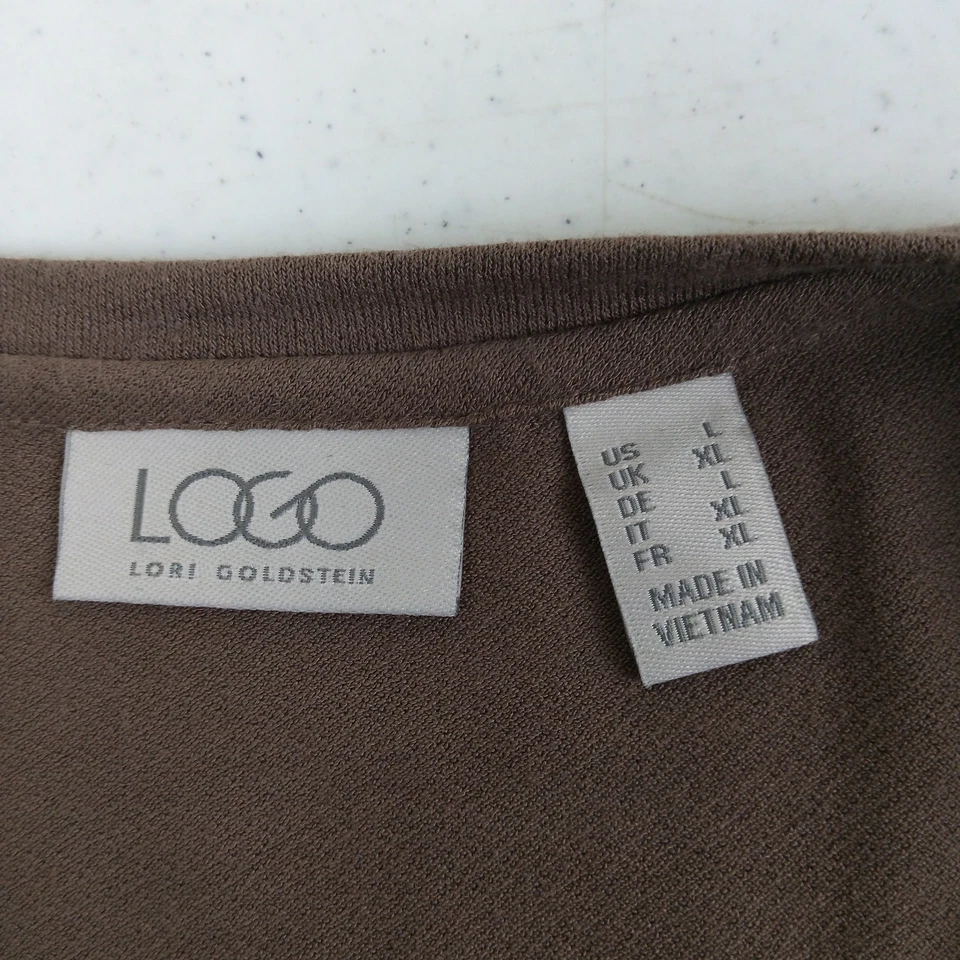 LOGO
LORI GOLDSTEIN
US L
UK XL
DE L
IT XL
FR XL
MADE IN
VIETNAM